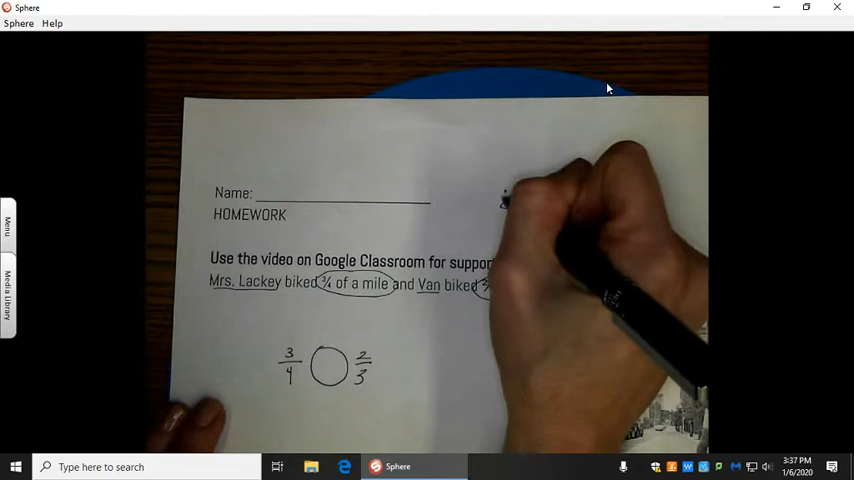 Sphere
Sphere Help
Name:
HOMEWORK
Use the video on Google Classroom for support
Mrs. Lackey biked ¾ of a mile and Van biked
3 2
4 3
Menu
Media Library
Type here to search
Sphere
3:37 PM
1/6/2020